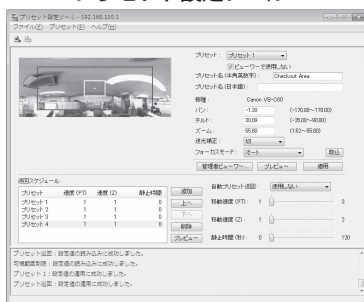 プリセット設定ツール - 192.168.100.1
ファイル(F) プリセット(P) ヘルプ(H)
プリセット: プリセット 1
ビューワーで使用しない
プリセット名(半角英数字): Checkout Area
プリセット名(日本語):
機種: Canon VB-C60
パン: -1.20 (-170.00~170.00)
チルト: 30.09 (-25.00~90.00)
ズーム: 55.80 (1.92~55.80)
逆光補正: 切
フォーカスモード: オート 取込
管理者ビューワー... プレビュー 適用
巡回スケジュール
プリセット 速度 (PT) 速度 (Z) 静止時間
プリセット 1 1 1 0
プリセット 2 1 1 0
プリセット 3 1 1 0
プリセット 4 1 1 0
追加
上へ
下へ
削除
プレビュー
自動プリセット巡回: 使用しない
移動速度 (PT): 1 3
移動速度 (Z): 1 2
静止時間 (秒): 0 120
プリセット巡回:設定値の読み込みに成功しました。
可視範囲制限:設定値の読み込みに成功しました。
プリセット 1:設定値の適用に成功しました。
プリセット巡回:設定値の適用に成功しました。